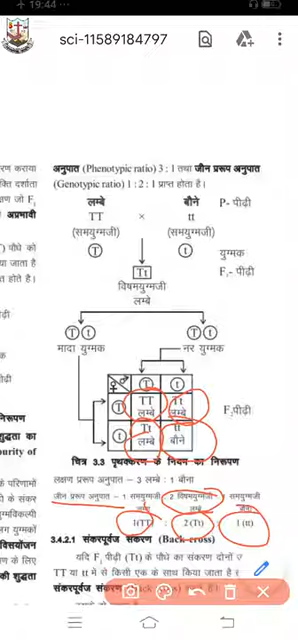 19:44
sci-11589184797
रण कराया
अनुपात (Phenotypic ratio) 3 : 1 तथा जीन प्ररूप अनुपात
क्ति दर्शाता
(Genotypic ratio) 1 : 2 : 1 प्राप्त होता है।
क्षण जो F₁
लम्बे बौने P- पीढ़ी
अप्रभावी
TT × tt
(समयुग्मजी) (समयुग्मजी)
) पौधे को
T t युग्मक
या जाता है
Tt F₁- पीढ़ी
त होते है।
विषमयुग्मजी
लम्बे
T t T t
मादा युग्मक नर युग्मक
T t
T TT Tt
लम्बे लम्बे F₂पीढ़ी
t Tt tt
लम्बे बौने
निरूपण
शुद्धता का
चित्र 3.3 पृथक्करण के नियम का निरूपण
urity of
लक्षण प्ररूप अनुपात – 3 लम्बे : 1 बौना
के परिणामों
जीन प्ररूप अनुपात – 1 समयुग्मजी : 2 विषमयुग्मजी : समयुग्मजी
लम्बे लम्बे बौना
1(TT) : 2 (Tt) : 1 (tt)
लग युग्मकों
विसयोजन
3.4.2.1 संकरपूर्वज संकरण (Back cross)
रण के लिए
यदि F₁ पीढ़ी (Tt) के पौधे का संकरण दोनों
की शुद्धता
TT या tt में से किसी एक के साथ किया जाता है
संकरपूर्वज संकरण